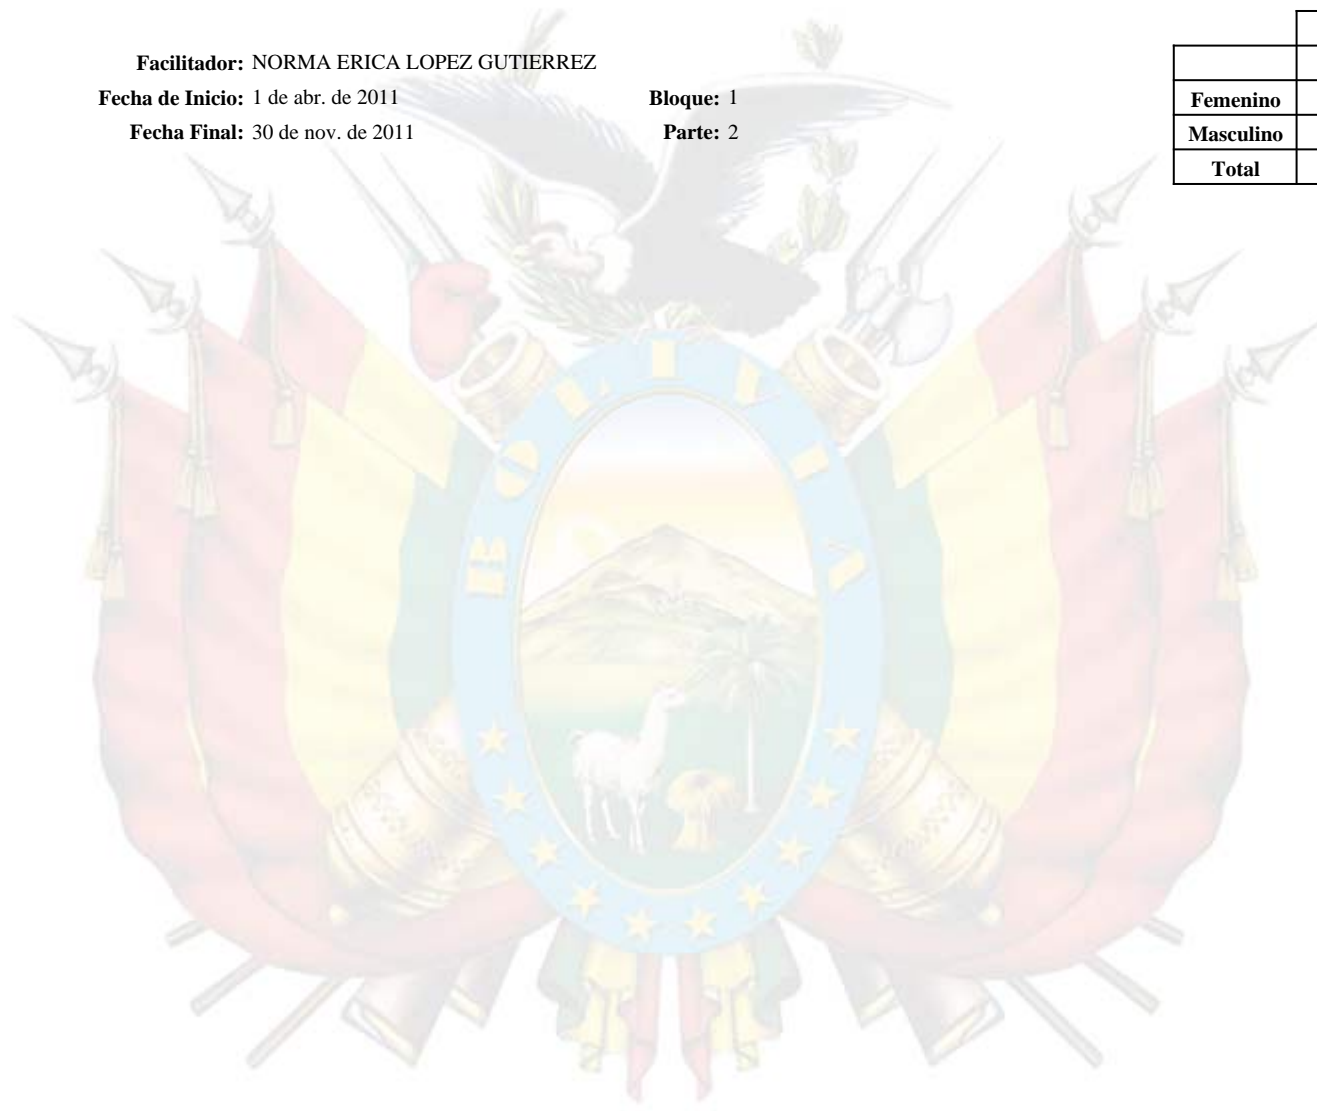 Facilitador: NORMA ERICA LOPEZ GUTIERREZ
Fecha de Inicio: 1 de abr. de 2011
Bloque: 1
Fecha Final: 30 de nov. de 2011
Parte: 2
Femenino
Masculino
Total
BOLIVIA